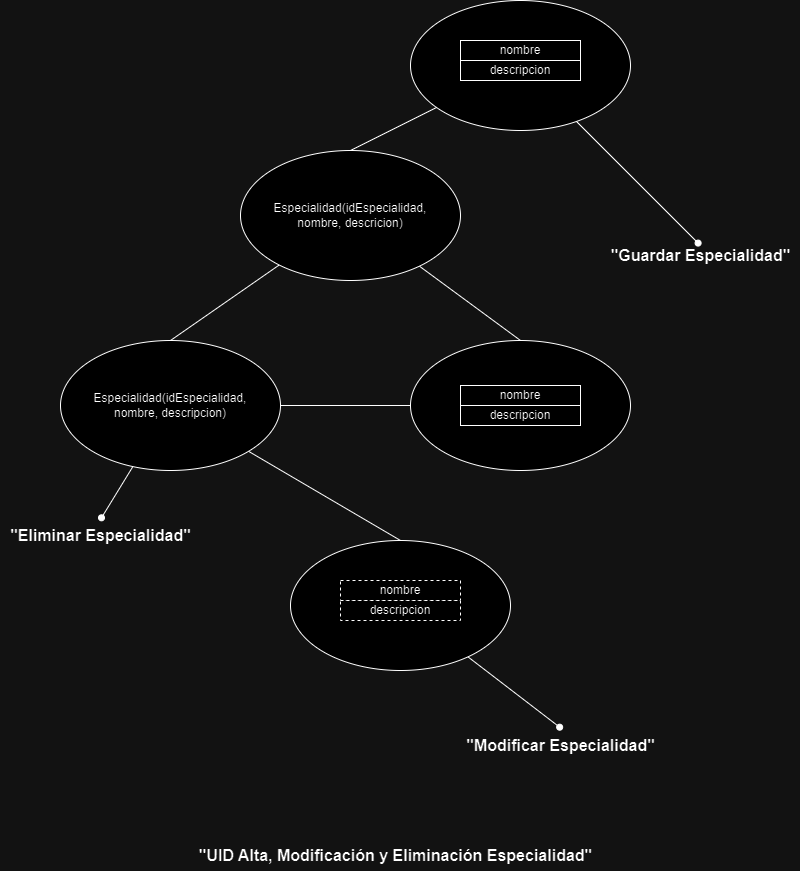 nombre
descripcion
Especialidad(idEspecialidad,
nombre, descricion)
"Guardar Especialidad"
Especialidad(idEspecialidad,
nombre, descripcion)
nombre
descripcion
"Eliminar Especialidad"
nombre
descripcion
"Modificar Especialidad"
"UID Alta, Modificación y Eliminación Especialidad"